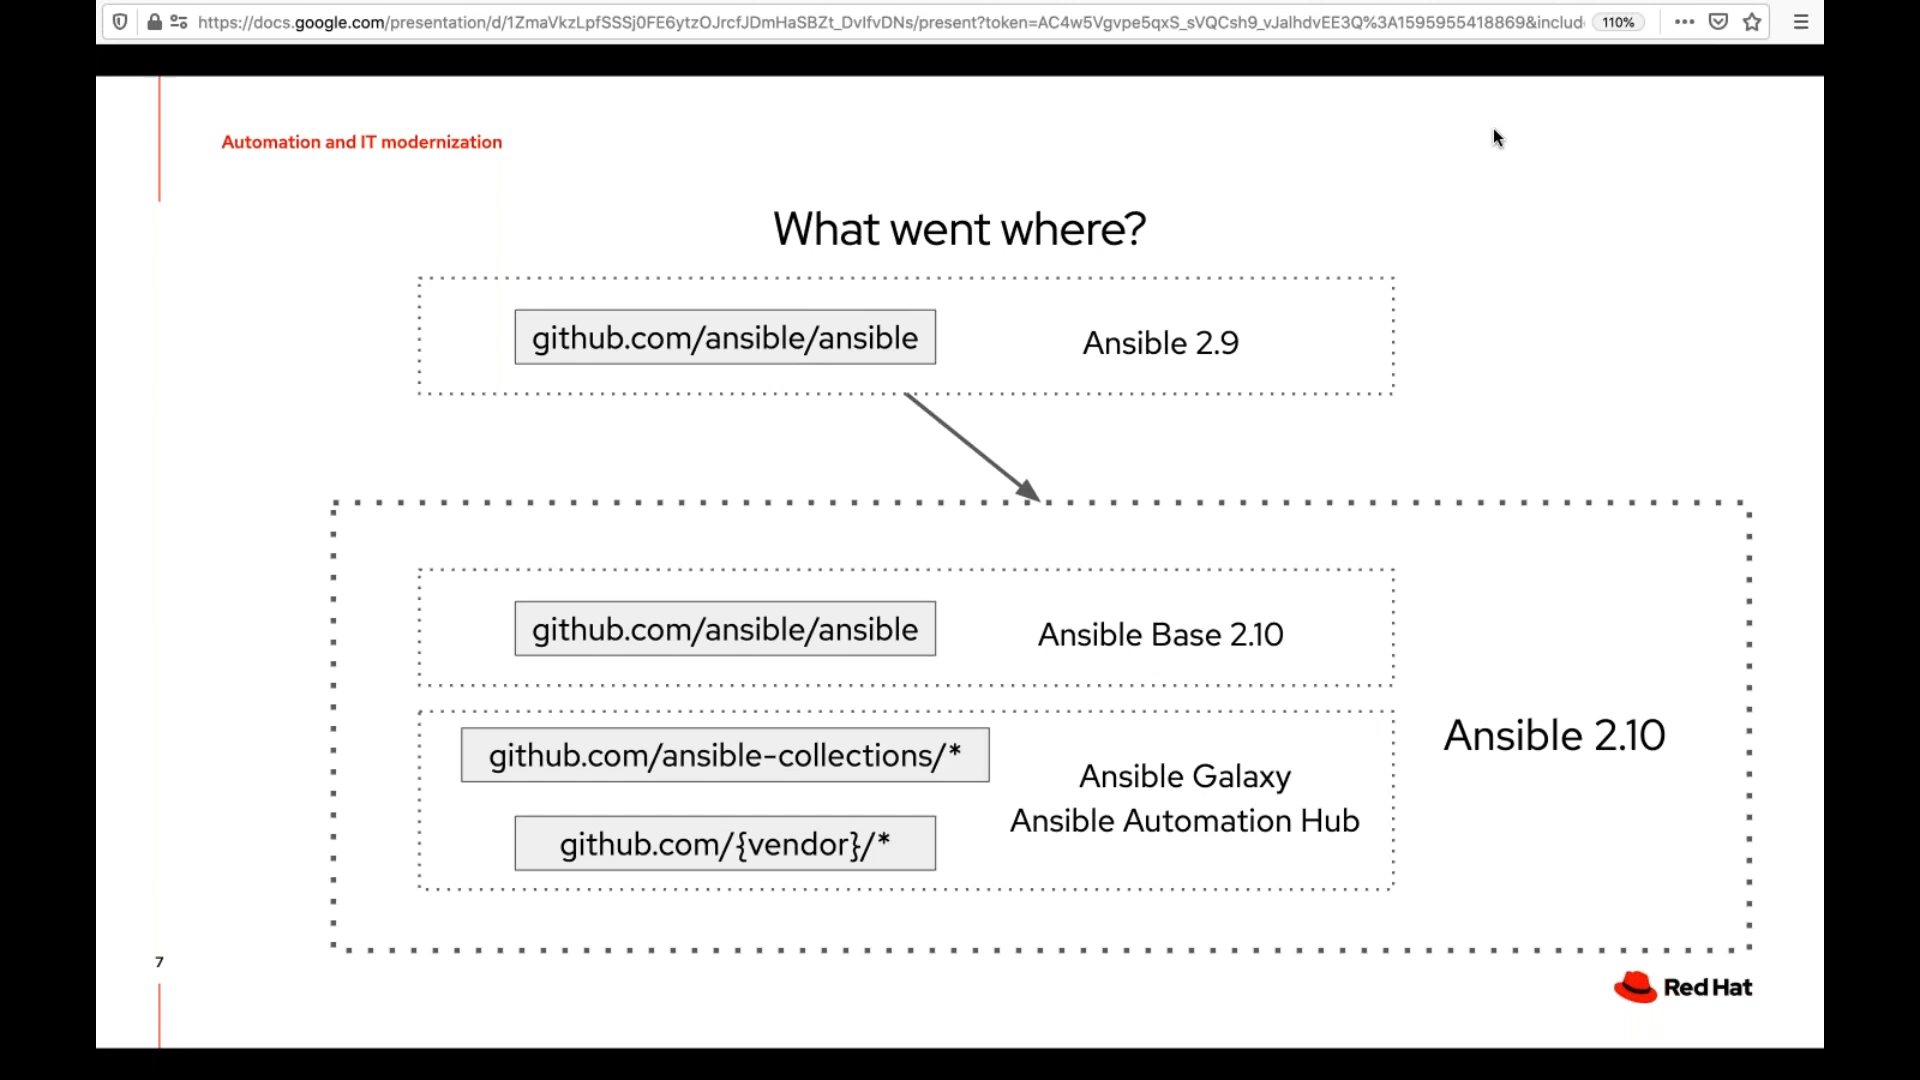 https://docs.google.com/presentation/d/1ZmaVkzLpfSSSj0FE6ytzOJrcfJDmHaSBZt_DvlfvDNs/present?token=AC4w5Vgvpe5qxS_sVQCsh9_vJalhdvEE3Q%3A1595955418869&includ
110%
Automation and IT modernization
What went where?
github.com/ansible/ansible
Ansible 2.9
github.com/ansible/ansible
Ansible Base 2.10
github.com/ansible-collections/*
Ansible Galaxy
Ansible Automation Hub
github.com/{vendor}/*
Ansible 2.10
7
Red Hat